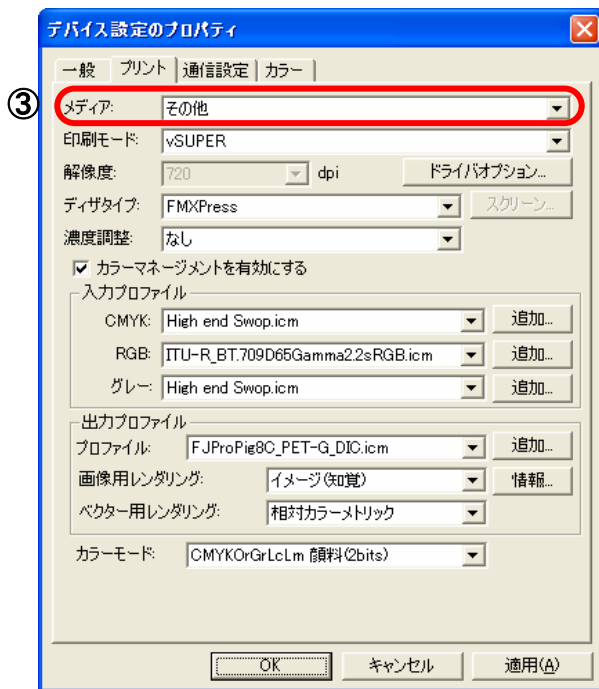 デバイス設定のプロパティ
一般 プリント 通信設定 カラー
③ メディア: その他
印刷モード: vSUPER
解像度: 720 dpi ドライバオプション...
ディザタイプ: FMXPress スクリーン...
濃度調整: なし
カラーマネージメントを有効にする
入力プロファイル
CMYK: High end Swop.icm 追加...
RGB: ITU-R_BT.709D65Gamma2.2sRGB.icm 追加...
グレー: High end Swop.icm 追加...
出力プロファイル
プロファイル: FJProPig8C_PET-G_DIC.icm 追加...
画像用レンダリング: イメージ(知覚) 情報...
ベクター用レンダリング: 相対カラーメトリック
カラーモード: CMYKOrGrLcLm 顔料(2bits)
OK キャンセル 適用(A)